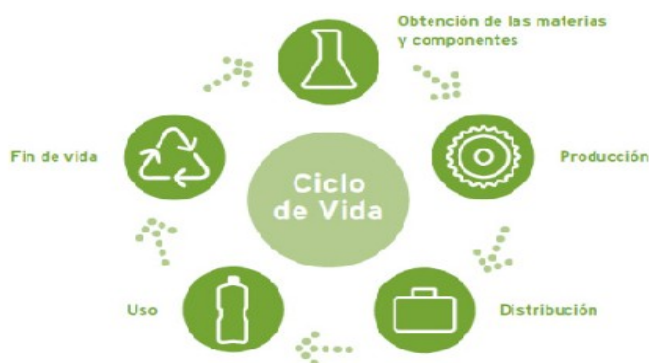 Obtención de las materias
y componentes
Fin de vida
Producción
Ciclo
de Vida
Uso
Distribución